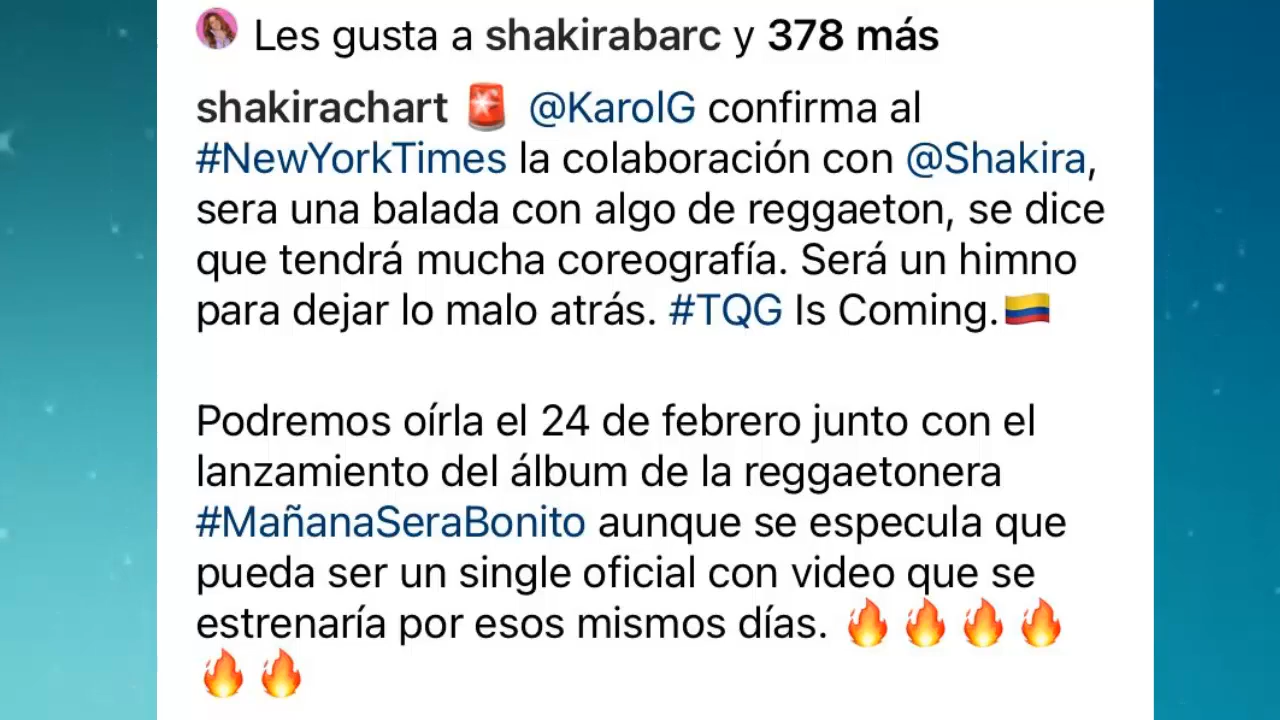 Les gusta a shakirabarc y 378 más
shakirachart 🚨 @KarolG confirma al
#NewYorkTimes la colaboración con @Shakira,
sera una balada con algo de reggaeton, se dice
que tendrá mucha coreografía. Será un himno
para dejar lo malo atrás. #TQG Is Coming.🇨🇴
Podremos oírla el 24 de febrero junto con el
lanzamiento del álbum de la reggaetonera
#MañanaSeraBonito aunque se especula que
pueda ser un single oficial con video que se
estrenaría por esos mismos días. 🔥 🔥 🔥 🔥
🔥 🔥